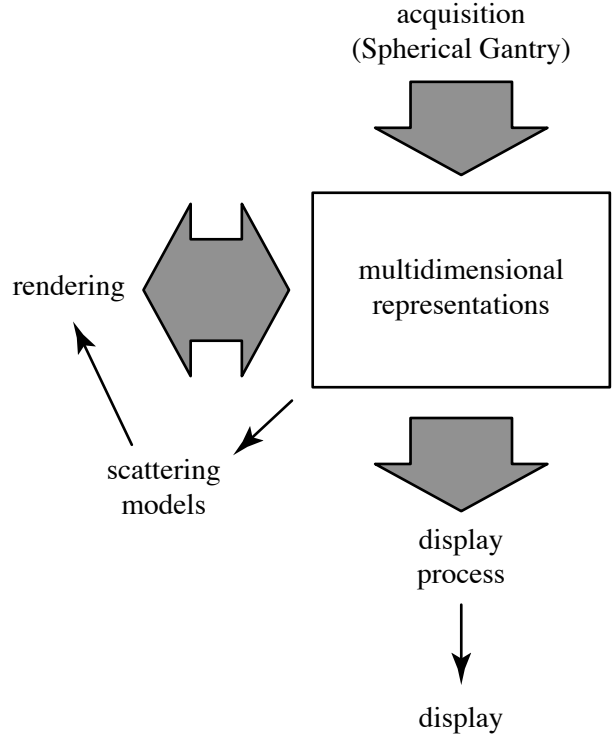 acquisition
(Spherical Gantry)
multidimensional
representations
rendering
scattering
models
display
process
display